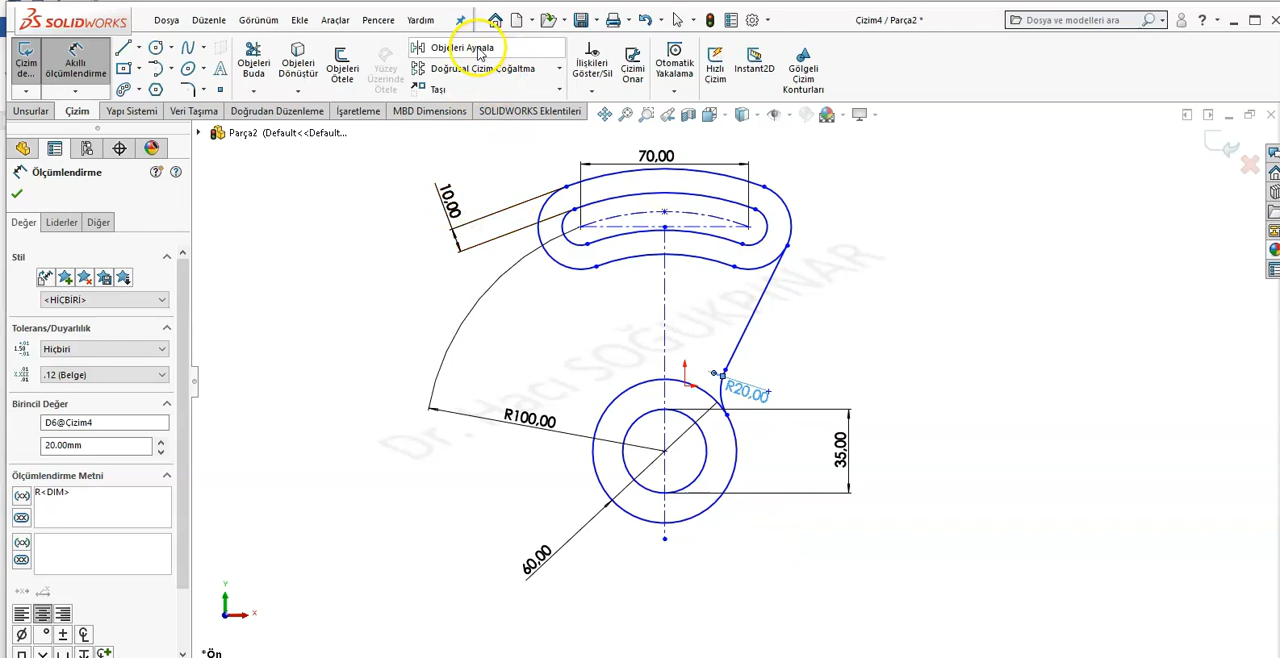 SOLIDWORKS
Dosya Düzenle Görünüm Ekle Araçlar Pencere Yardım
Çizim4 / Parça2 *
Dosya ve modelleri ara
Çizim de...
Akıllı ölçümlendirme
Objeleri Buda
Objeleri Dönüştür
Objeleri Ötele
Yüzey Üzerinde Ötele
Objeleri Aynala
Doğrusal Çizim Çoğaltma
Taşı
İlişkileri Göster/Sil
Çizimi Onar
Otomatik Yakalama
Hızlı Çizim
Instant2D
Gölgeli Çizim Konturları
Unsurlar Çizim Yapı Sistemi Veri Taşıma Doğrudan Düzenleme İşaretleme MBD Dimensions SOLIDWORKS Eklentileri
Parça2 (Default<<Default...
Ölçümlendirme
Değer Liderler Diğer
Stil
<HİÇBİRİ>
Tolerans/Duyarlılık
Hiçbiri
.12 (Belge)
Birincil Değer
D6@Çizim4
20.00mm
Ölçümlendirme Metni
R<DIM>
70,00
10,00
R20,00
R100,00
35,00
60,00
Dr. Hacı SOĞUKPINAR
Y
X
*Ön